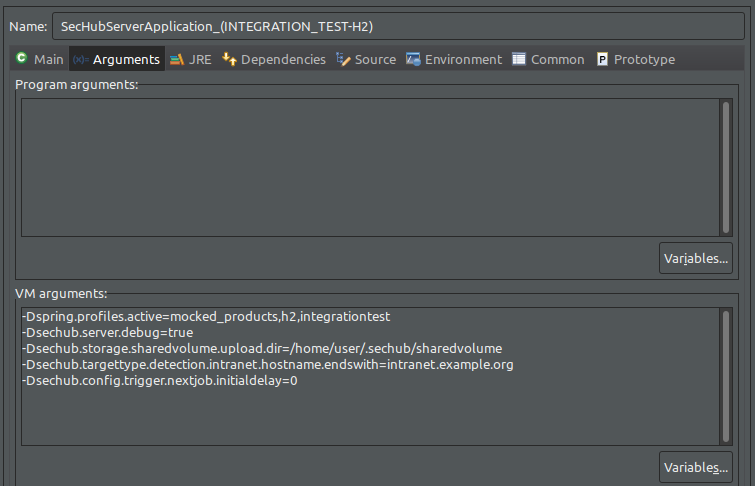 Name: SecHubServerApplication_(INTEGRATION_TEST-H2)
Main (x)= Arguments JRE Dependencies Source Environment Common P Prototype
Program arguments:
Variables...
VM arguments:
-Dspring.profiles.active=mocked_products,h2,integrationtest
-Dsechub.server.debug=true
-Dsechub.storage.sharedvolume.upload.dir=/home/user/.sechub/sharedvolume
-Dsechub.targettype.detection.intranet.hostname.endswith=intranet.example.org
-Dsechub.config.trigger.nextjob.initialdelay=0
Variables...